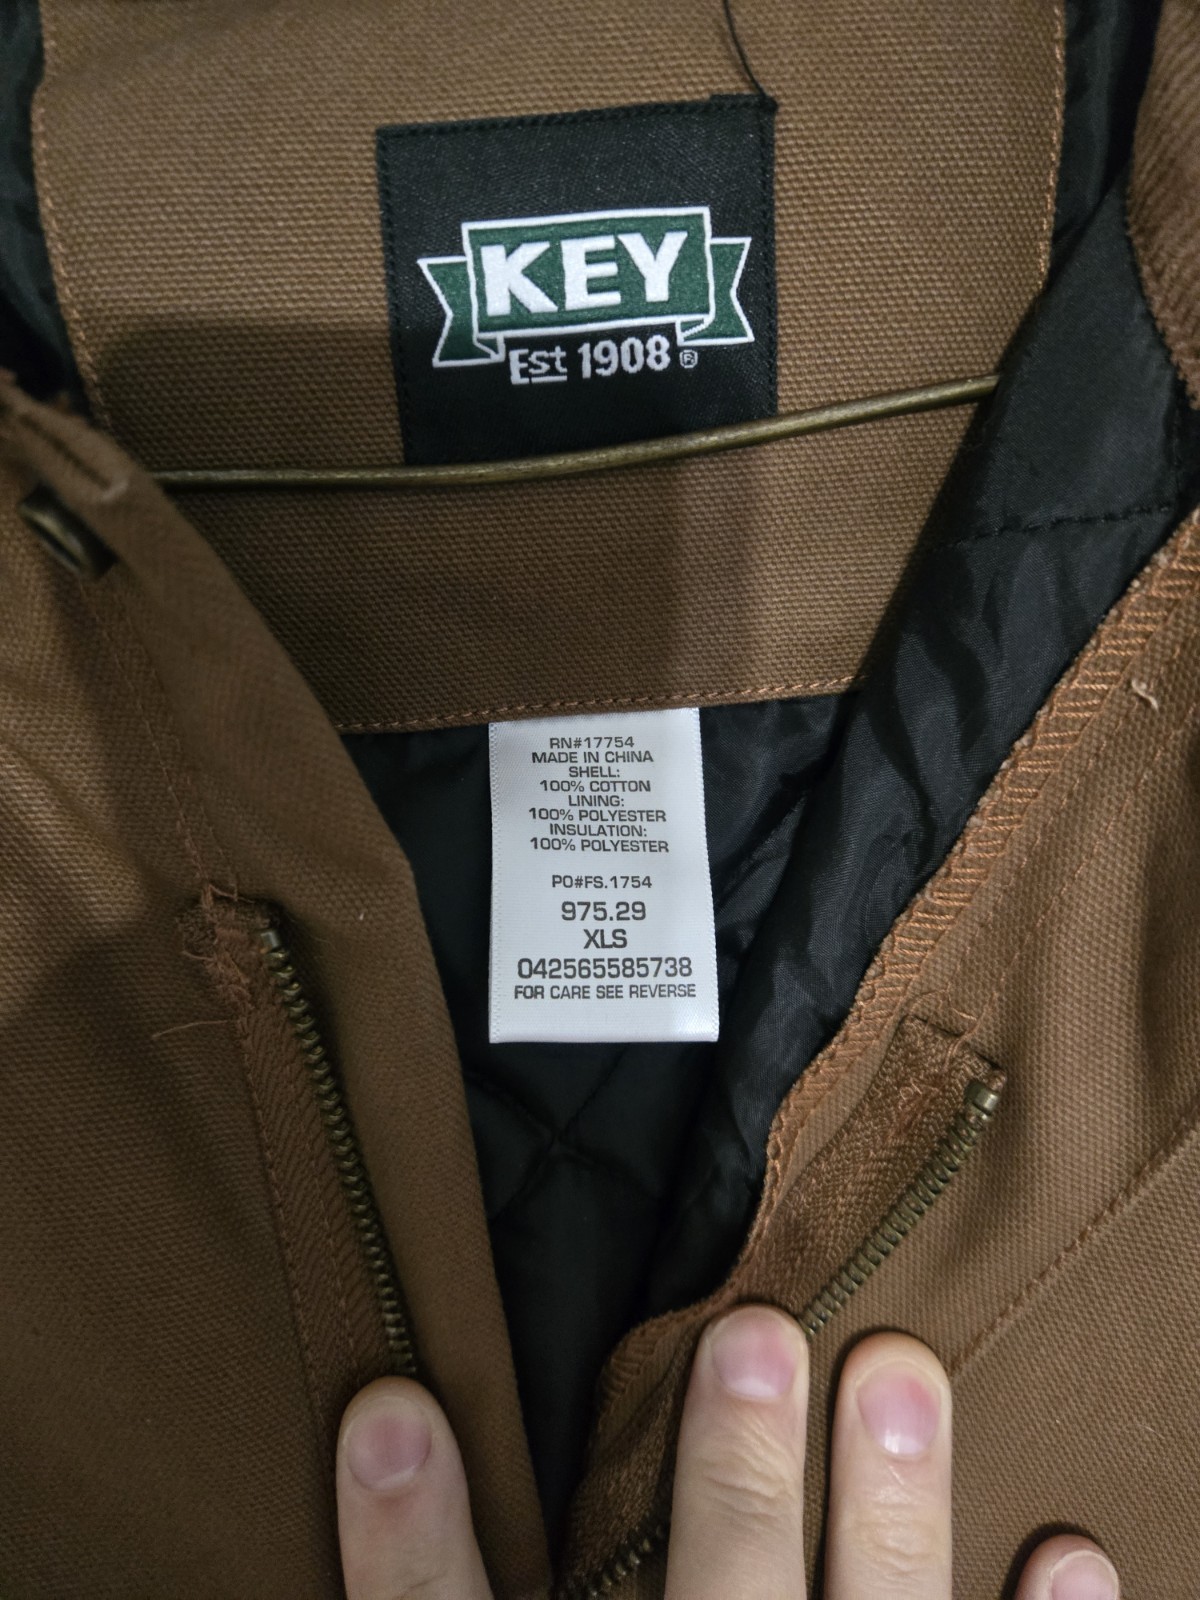 KEY
Est 1908®
RN#17754
MADE IN CHINA
SHELL:
100% COTTON
LINING:
100% POLYESTER
INSULATION:
100% POLYESTER
PO#FS.1754
975.29
XLS
042565585738
FOR CARE SEE REVERSE